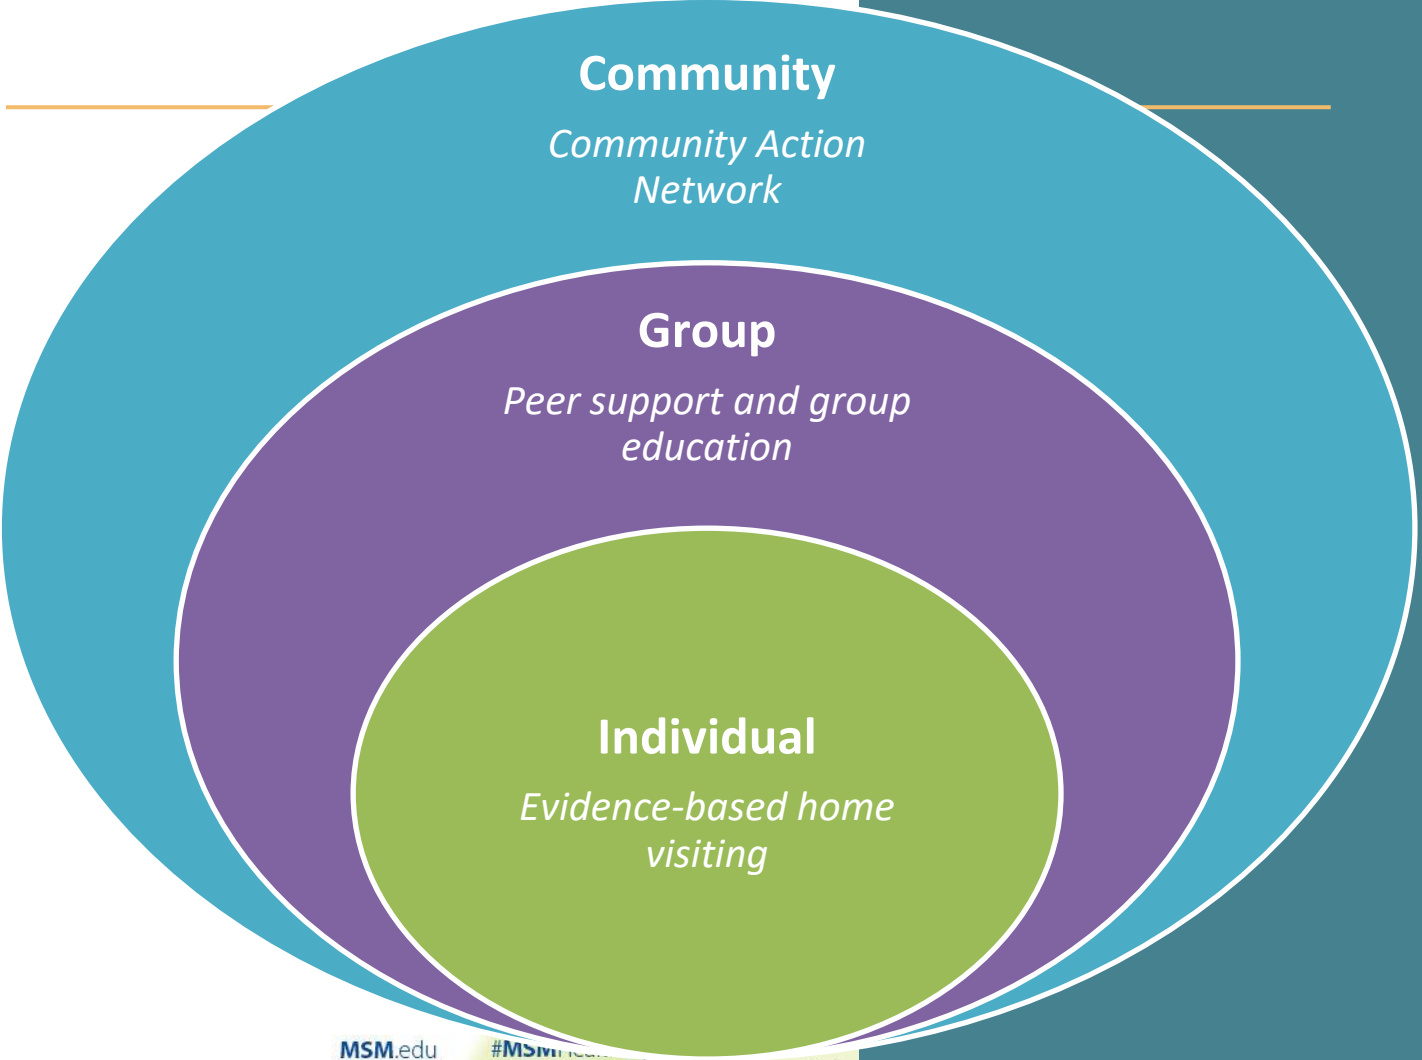 Community
Community Action
Network
Group
Peer support and group
education
Individual
Evidence-based home
visiting
MSM.edu